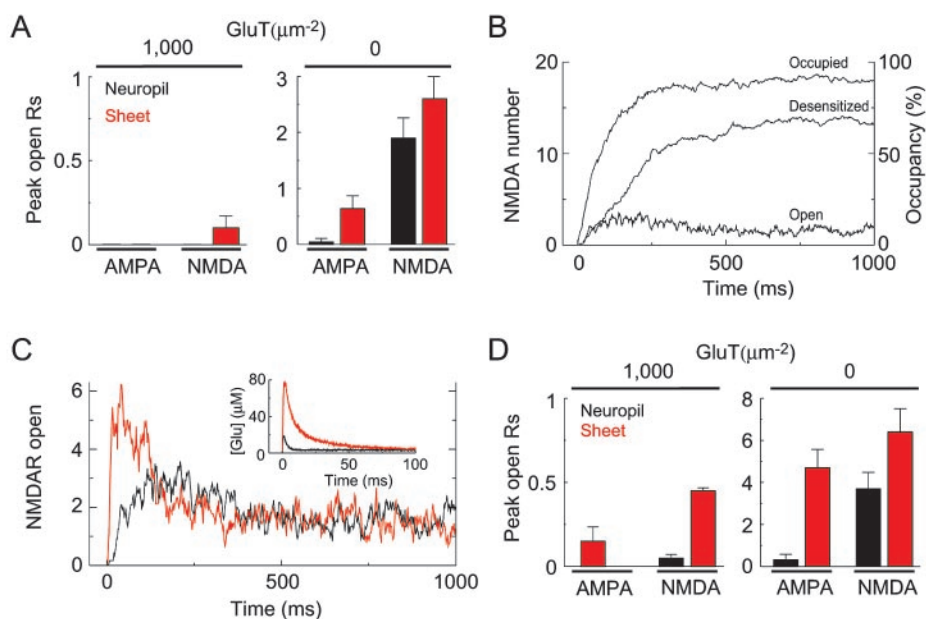 A
GluT(μm-2)
1,000
0
Peak open Rs
1
0.5
0
Neuropil
Sheet
AMPA
NMDA
3
2
1
0
AMPA
NMDA
B
NMDA number
20
15
10
5
0
Occupied
Desensitized
Open
100
50
0
Occupancy (%)
0
500
1000
Time (ms)
C
NMDAR open
6
4
2
0
[Glu] (μM)
80
40
0
0
50
100
Time (ms)
0
500
1000
Time (ms)
D
GluT(μm-2)
1,000
0
Peak open Rs
1
0.5
0
Neuropil
Sheet
AMPA
NMDA
8
6
4
2
0
AMPA
NMDA